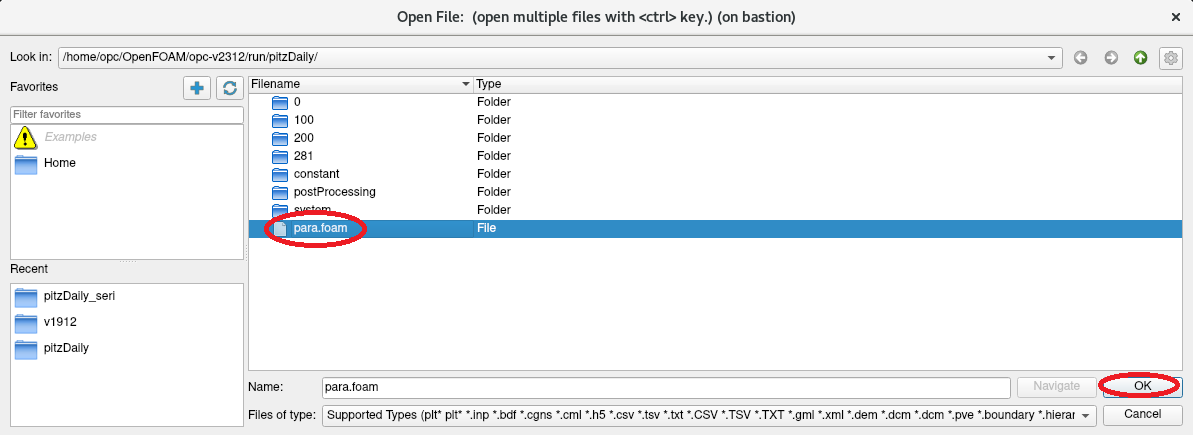 Open File:  (open multiple files with <ctrl> key.) (on bastion)
Look in: /home/opc/OpenFOAM/opc-v2312/run/pitzDaily/
Favorites
Filter favorites
Examples
Home
Recent
pitzDaily_seri
v1912
pitzDaily
Filename Type
0 Folder
100 Folder
200 Folder
281 Folder
constant Folder
postProcessing Folder
system Folder
para.foam File
Name: para.foam Navigate OK
Files of type: Supported Types (plt* plt* *.inp *.bdf *.cgns *.cml *.h5 *.csv *.tsv *.txt *.CSV *.TSV *.TXT *.gml *.xml *.dem *.dcm *.dcm *.pve *.boundary *.hierar Cancel